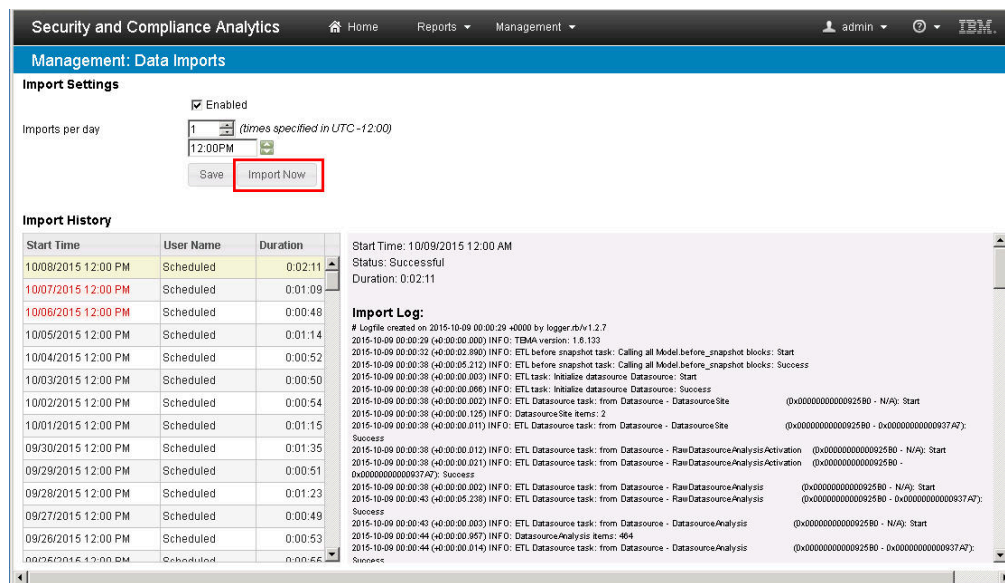 Security and Compliance Analytics Home Reports Management admin IBM.
Management: Data Imports
Import Settings
Enabled
Imports per day 1 (times specified in UTC -12:00)
12:00PM
Save Import Now
Import History
Start Time User Name Duration
10/08/2015 12:00 PM Scheduled 0:02:11
10/07/2015 12:00 PM Scheduled 0:01:09
10/06/2015 12:00 PM Scheduled 0:00:48
10/05/2015 12:00 PM Scheduled 0:01:14
10/04/2015 12:00 PM Scheduled 0:00:52
10/03/2015 12:00 PM Scheduled 0:00:50
10/02/2015 12:00 PM Scheduled 0:00:54
10/01/2015 12:00 PM Scheduled 0:01:15
09/30/2015 12:00 PM Scheduled 0:01:35
09/29/2015 12:00 PM Scheduled 0:00:51
09/28/2015 12:00 PM Scheduled 0:01:23
09/27/2015 12:00 PM Scheduled 0:00:49
09/26/2015 12:00 PM Scheduled 0:00:53
09/25/2015 12:00 PM Scheduled
Start Time: 10/09/2015 12:00 AM
Status: Successful
Duration: 0:02:11
Import Log:
# Logfile created on 2015-10-09 00:00:29 +0000 by logger.rb/v1.2.7
2015-10-09 00:00:29 (+0:00:00.000) INFO: TEMA version: 1.6.133
2015-10-09 00:00:32 (+0:00:02.890) INFO: ETL before snapshot task: Calling all Model.before_snapshot blocks: Start
2015-10-09 00:00:38 (+0:00:05.212) INFO: ETL before snapshot task: Calling all Model.before_snapshot blocks: Success
2015-10-09 00:00:38 (+0:00:00.003) INFO: ETL task: Initialize datasource Datasource: Start
2015-10-09 00:00:38 (+0:00:00.066) INFO: ETL task: Initialize datasource Datasource: Success
2015-10-09 00:00:38 (+0:00:00.002) INFO: ETL Datasource task: from Datasource - DatasourceSite (0x00000000000925B0 - N/A): Start
2015-10-09 00:00:38 (+0:00:00.125) INFO: DatasourceSite items: 2
2015-10-09 00:00:38 (+0:00:00.011) INFO: ETL Datasource task: from Datasource - DatasourceSite (0x00000000000925B0 - 0x00000000000937A7):
Success
2015-10-09 00:00:38 (+0:00:00.012) INFO: ETL Datasource task: from Datasource - RawDatasourceAnalysisActivation (0x00000000000925B0 - N/A): Start
2015-10-09 00:00:38 (+0:00:00.021) INFO: ETL Datasource task: from Datasource - RawDatasourceAnalysisActivation (0x00000000000925B0 -
0x00000000000937A7): Success
2015-10-09 00:00:38 (+0:00:00.002) INFO: ETL Datasource task: from Datasource - RawDatasourceAnalysis (0x00000000000925B0 - N/A): Start
2015-10-09 00:00:43 (+0:00:05.238) INFO: ETL Datasource task: from Datasource - RawDatasourceAnalysis (0x00000000000925B0 - 0x00000000000937A7):
Success
2015-10-09 00:00:43 (+0:00:00.003) INFO: ETL Datasource task: from Datasource - DatasourceAnalysis (0x00000000000925B0 - N/A): Start
2015-10-09 00:00:44 (+0:00:00.957) INFO: DatasourceAnalysis items: 464
2015-10-09 00:00:44 (+0:00:00.014) INFO: ETL Datasource task: from Datasource - DatasourceAnalysis (0x00000000000925B0 - 0x00000000000937A7):
Success